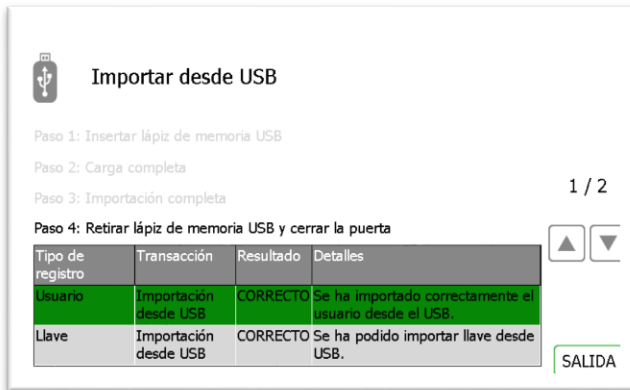 Importar desde USB
Paso 1: Insertar lápiz de memoria USB
Paso 2: Carga completa
Paso 3: Importación completa
1 / 2
Paso 4: Retirar lápiz de memoria USB y cerrar la puerta
Tipo de registro Transacción Resultado Detalles
Usuario Importación desde USB CORRECTO Se ha importado correctamente el usuario desde el USB.
Llave Importación desde USB CORRECTO Se ha podido importar llave desde USB.
SALIDA